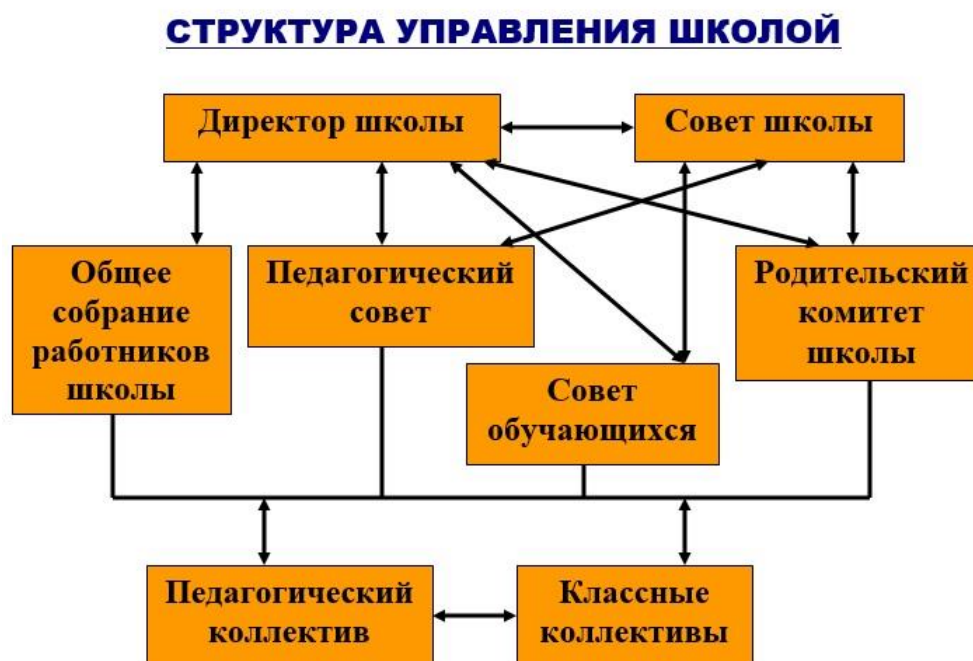 СТРУКТУРА УПРАВЛЕНИЯ ШКОЛОЙ
Директор школы
Совет школы
Общее
собрание
работников
школы
Педагогический
совет
Родительский
комитет
школы
Совет
обучающихся
Педагогический
коллектив
Классные
коллективы